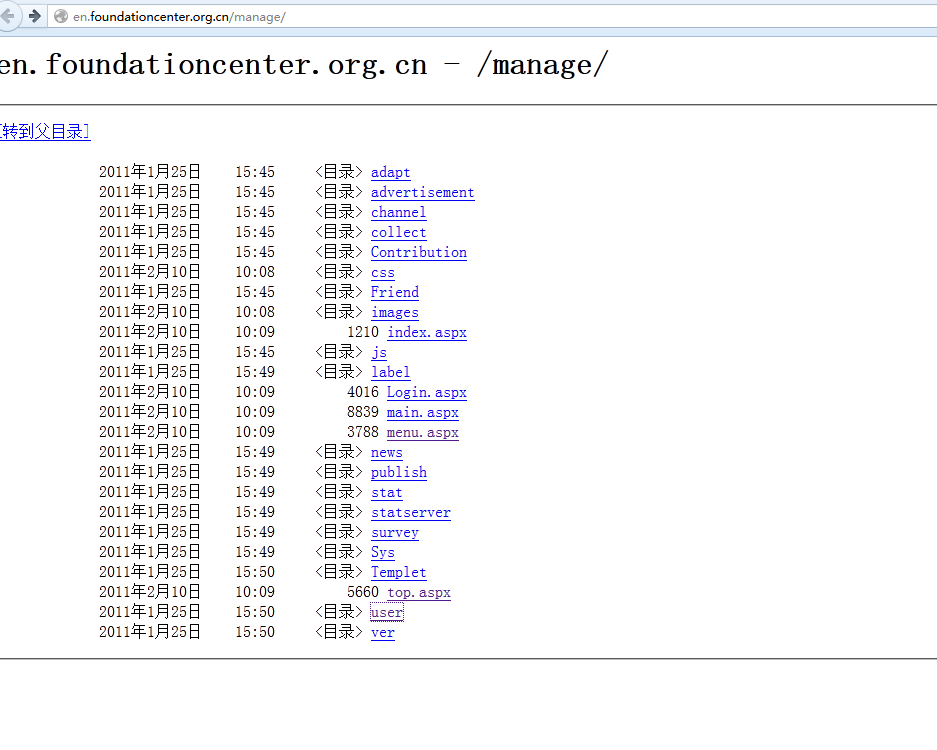 en.foundationcenter.org.cn/manage/
en.foundationcenter.org.cn - /manage/
[转到父目录]
2011年1月25日 15:45 <目录> adapt
2011年1月25日 15:45 <目录> advertisement
2011年1月25日 15:45 <目录> channel
2011年1月25日 15:45 <目录> collect
2011年1月25日 15:45 <目录> Contribution
2011年2月10日 10:08 <目录> css
2011年1月25日 15:45 <目录> Friend
2011年2月10日 10:08 <目录> images
2011年2月10日 10:09 1210 index.aspx
2011年1月25日 15:45 <目录> js
2011年1月25日 15:49 <目录> label
2011年2月10日 10:09 4016 Login.aspx
2011年2月10日 10:09 8839 main.aspx
2011年2月10日 10:09 3788 menu.aspx
2011年1月25日 15:49 <目录> news
2011年1月25日 15:49 <目录> publish
2011年1月25日 15:49 <目录> stat
2011年1月25日 15:49 <目录> statserver
2011年1月25日 15:49 <目录> survey
2011年1月25日 15:49 <目录> Sys
2011年1月25日 15:50 <目录> Templet
2011年2月10日 10:09 5660 top.aspx
2011年1月25日 15:50 <目录> user
2011年1月25日 15:50 <目录> ver